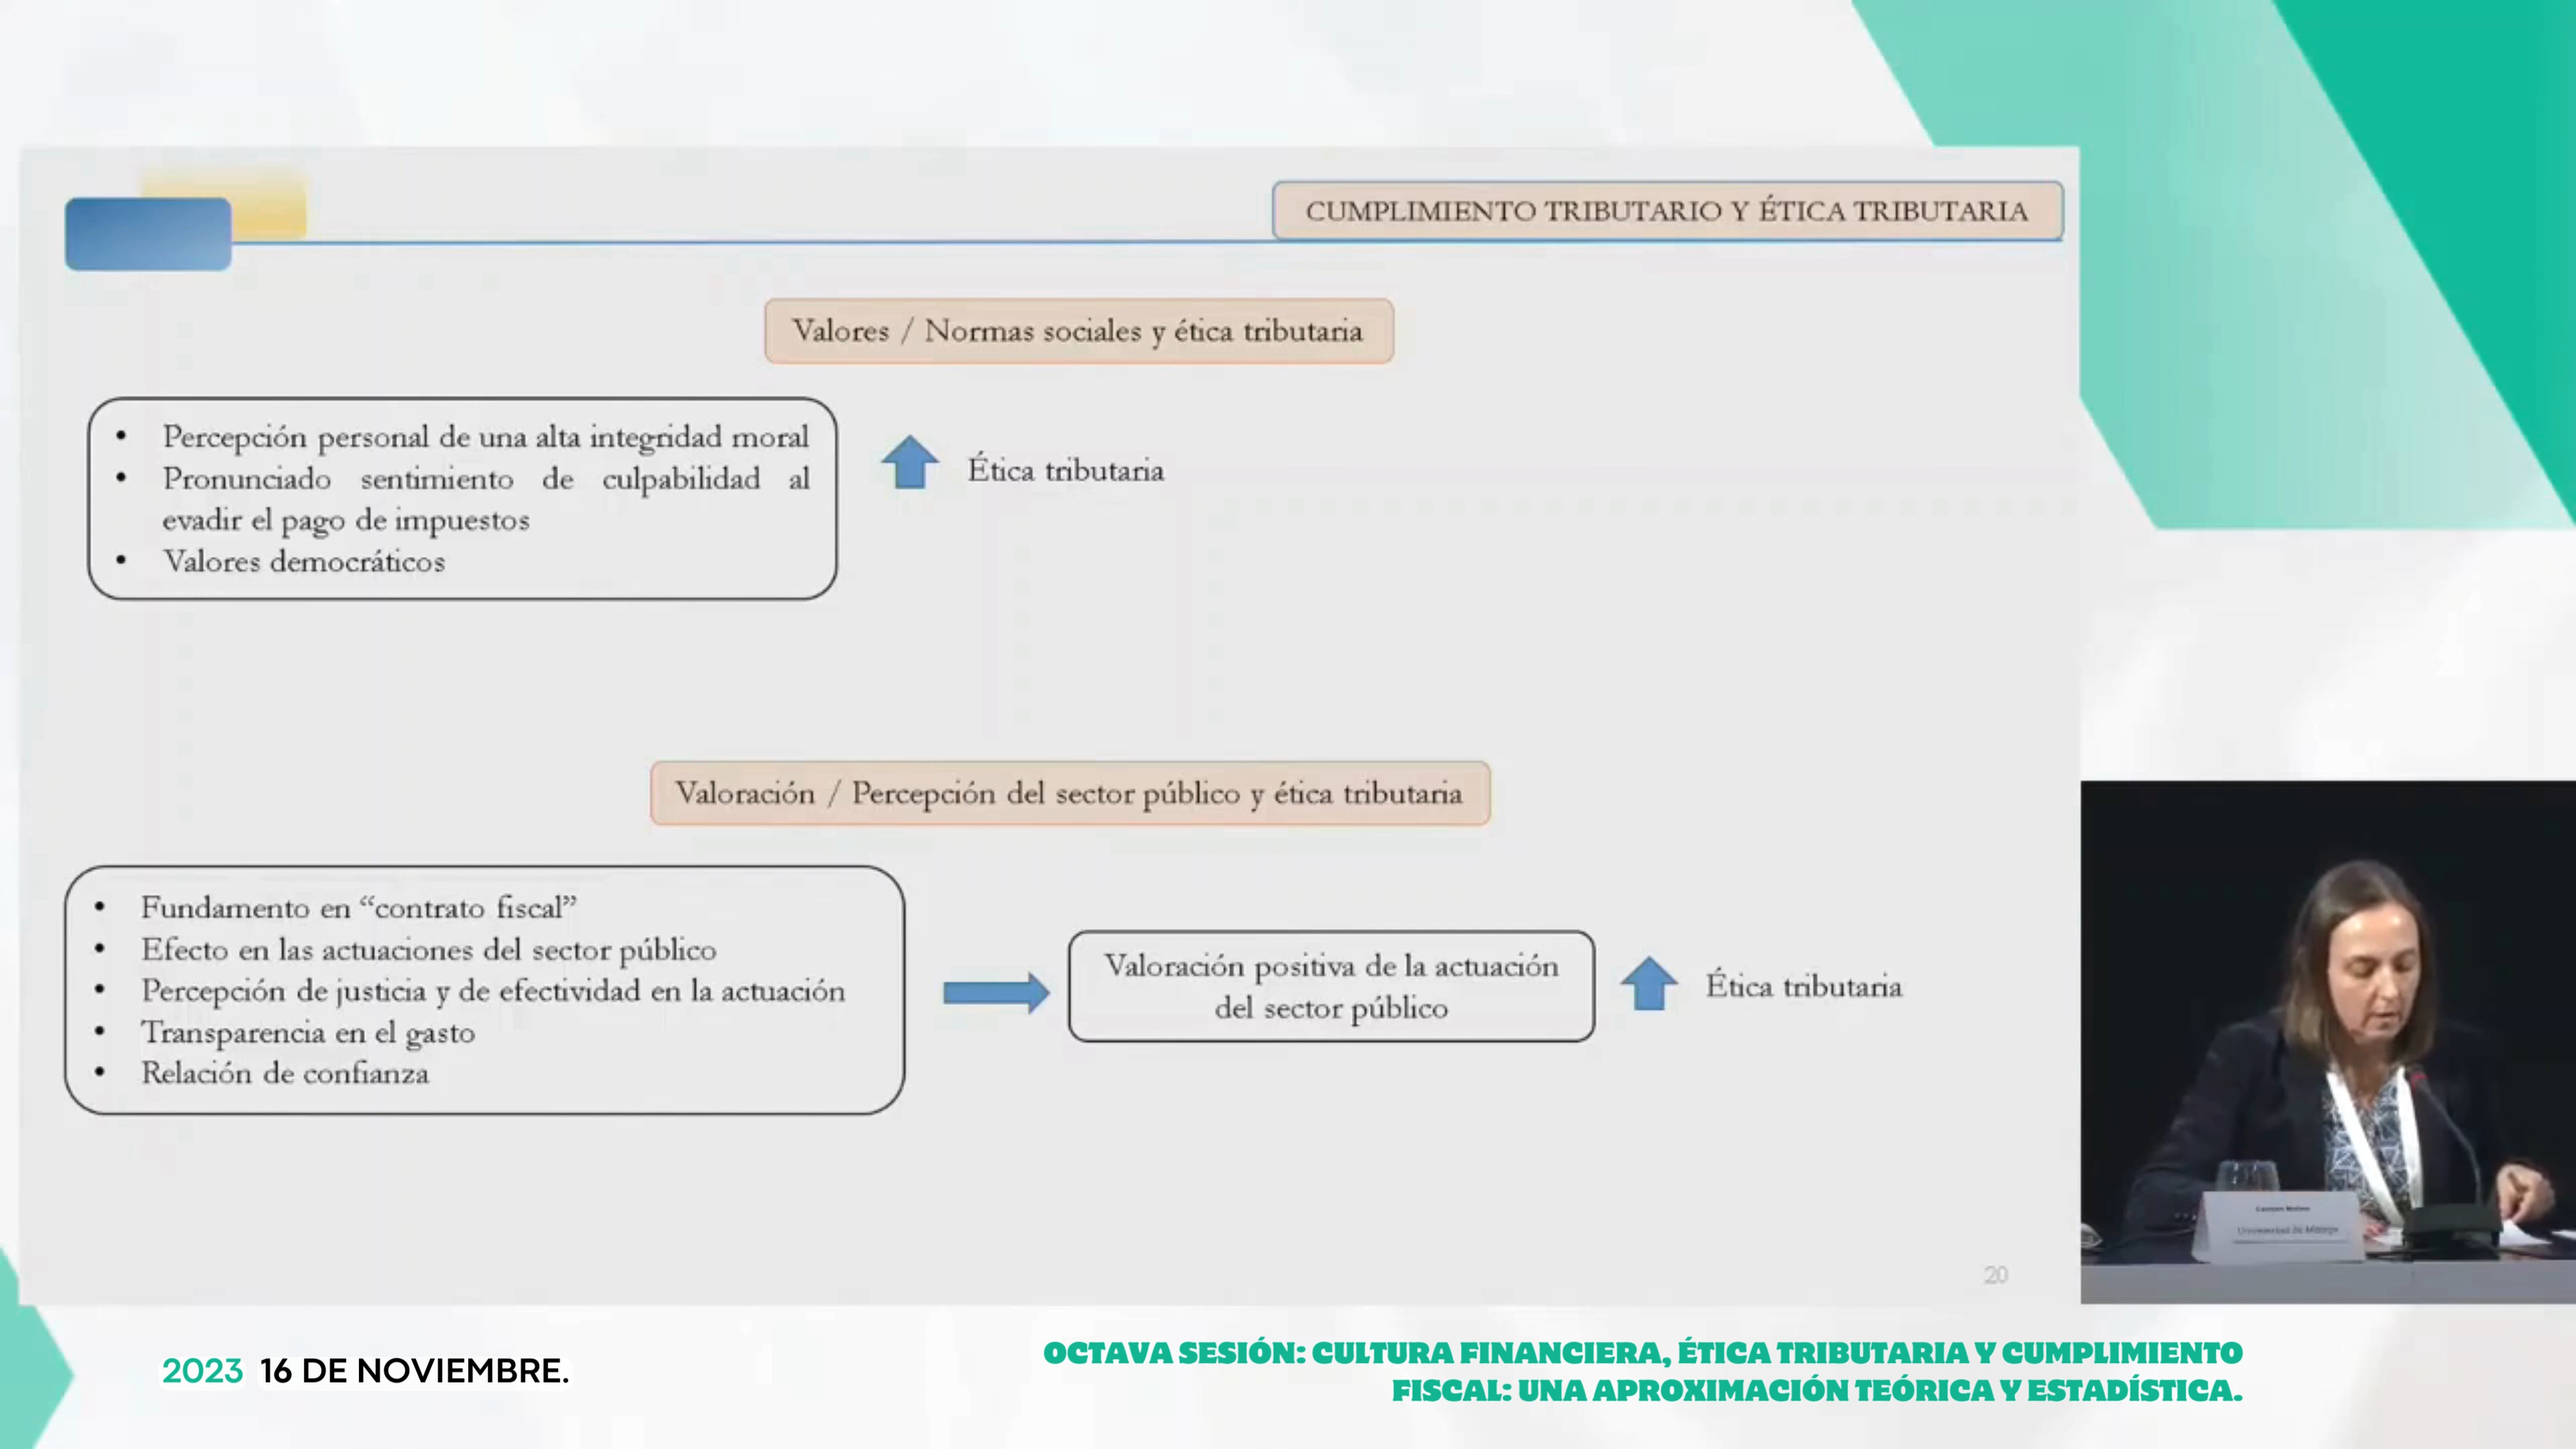 CUMPLIMIENTO TRIBUTARIO Y ÉTICA TRIBUTARIA
Valores / Normas sociales y ética tributaria
• Percepción personal de una alta integridad moral
• Pronunciado sentimiento de culpabilidad al
evadir el pago de impuestos
• Valores democráticos
Ética tributaria
Valoración / Percepción del sector público y ética tributaria
• Fundamento en “contrato fiscal”
• Efecto en las actuaciones del sector público
• Percepción de justicia y de efectividad en la actuación
• Transparencia en el gasto
• Relación de confianza
Valoración positiva de la actuación
del sector público
Ética tributaria
20
Universidad de Málaga
2023 16 DE NOVIEMBRE.
OCTAVA SESIÓN: CULTURA FINANCIERA, ÉTICA TRIBUTARIA Y CUMPLIMIENTO
FISCAL: UNA APROXIMACIÓN TEÓRICA Y ESTADÍSTICA.